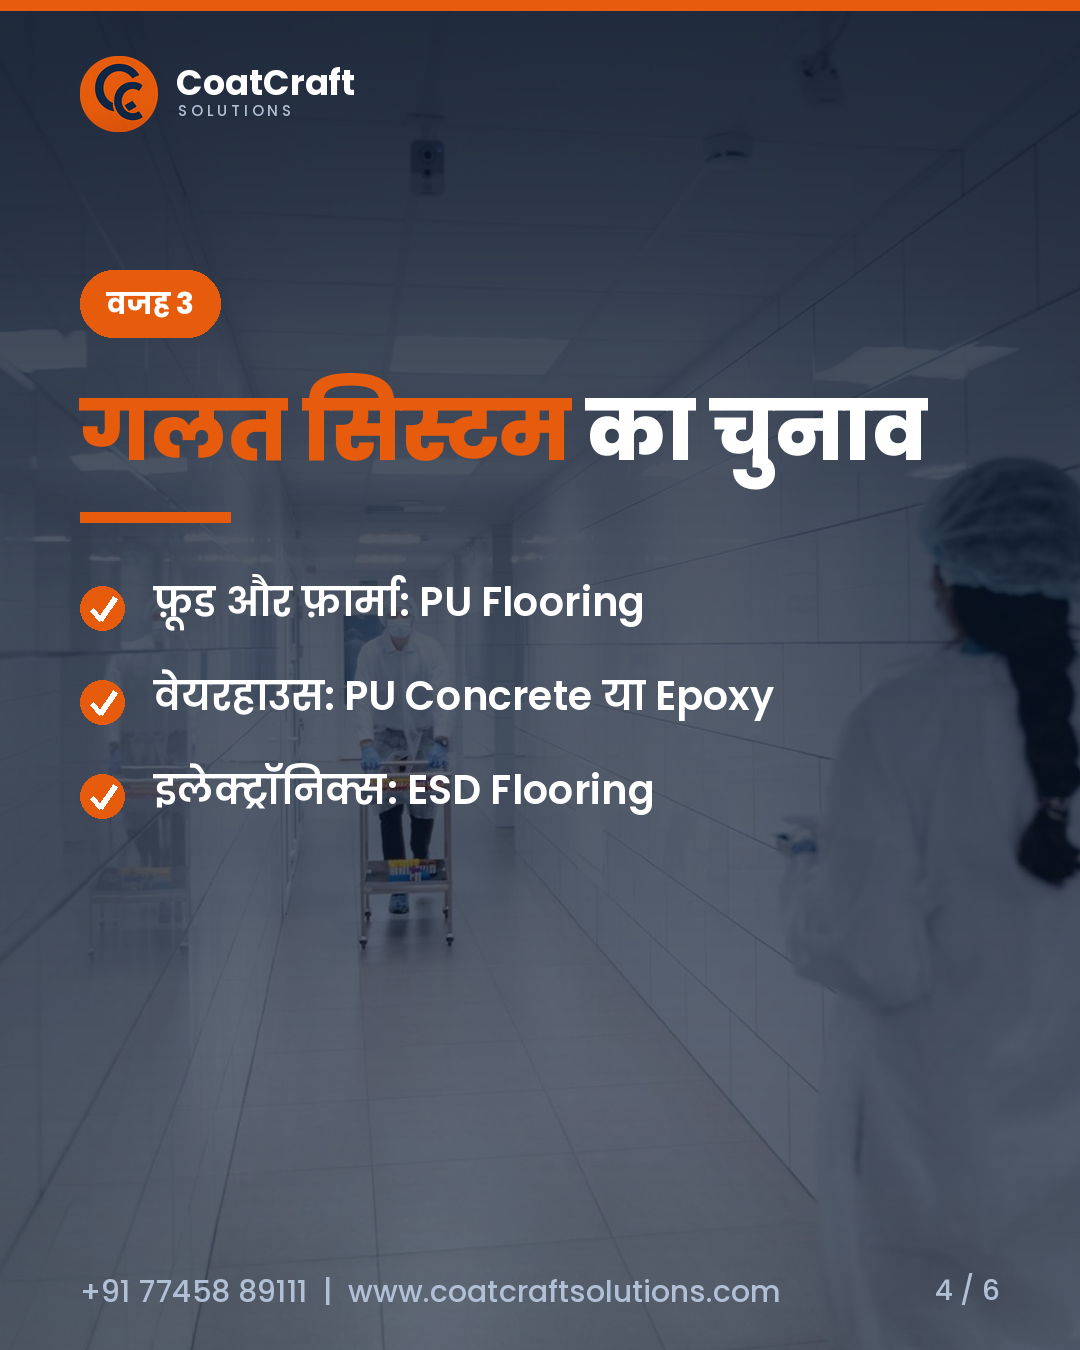 CoatCraft
SOLUTIONS
वजह 3
गलत सिस्टम का चुनाव
फ़ूड और फ़ार्मा: PU Flooring
वेयरहाउस: PU Concrete या Epoxy
इलेक्ट्रॉनिक्स: ESD Flooring
+91 77458 89111 | www.coatcraftsolutions.com
4 / 6